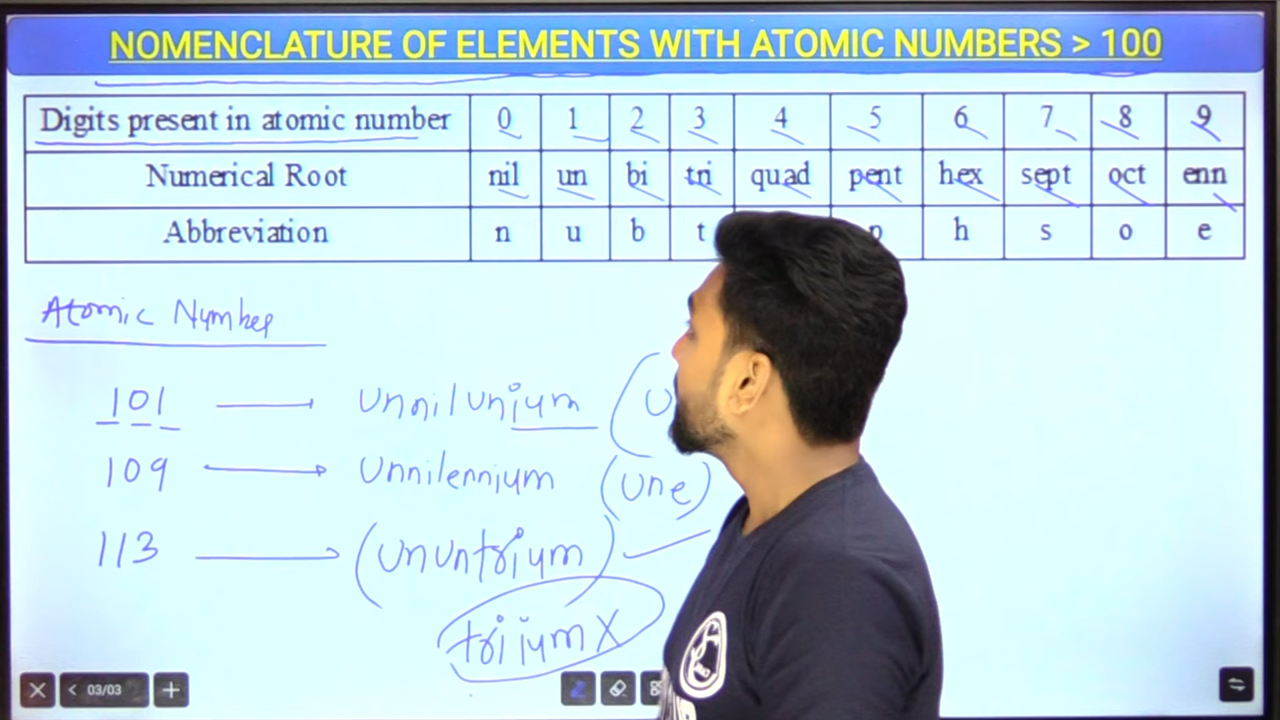 NOMENCLATURE OF ELEMENTS WITH ATOMIC NUMBERS > 100
Digits present in atomic number 0 1 2 3 4 5 6 7 8 9
Numerical Root nil un bi tri quad pent hex sept oct enn
Abbreviation n u b t h s o e
Atomic Number
101 → Unnilunium (U
109 → Unnilennium (Une)
113 → (Ununtrium) ✓
triium X
03/03